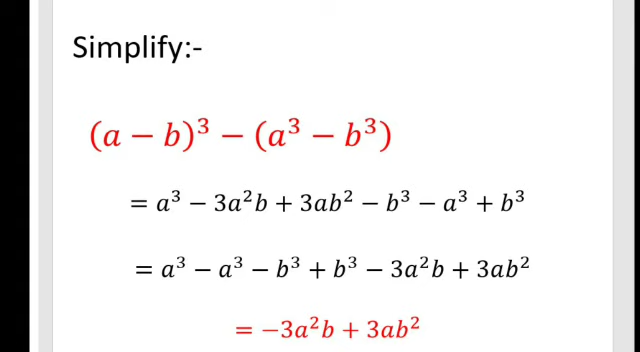 Simplify:-
(a − b)³ − (a³ − b³)
= a³ − 3a²b + 3ab² − b³ − a³ + b³
= a³ − a³ − b³ + b³ − 3a²b + 3ab²
= −3a²b + 3ab²